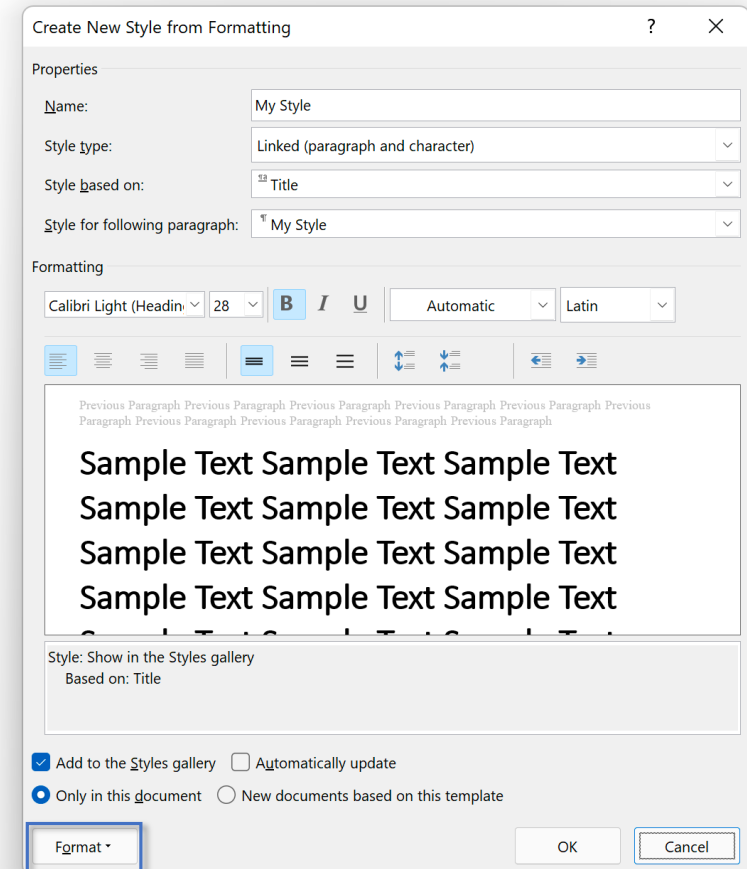 Create New Style from Formatting ? 
Properties
Name: My Style
Style type: Linked (paragraph and character)
Style based on: ¶a Title
Style for following paragraph: ¶ My Style
Formatting
Calibri Light (Headin 28 B I U Automatic Latin
Previous Paragraph Previous Paragraph Previous Paragraph Previous Paragraph Previous Paragraph Previous
Paragraph Previous Paragraph Previous Paragraph Previous Paragraph Previous Paragraph
Sample Text Sample Text Sample Text
Sample Text Sample Text Sample Text
Sample Text Sample Text Sample Text
Sample Text Sample Text Sample Text
Style: Show in the Styles gallery
Based on: Title
Add to the Styles gallery Automatically update
Only in this document New documents based on this template
Format OK Cancel